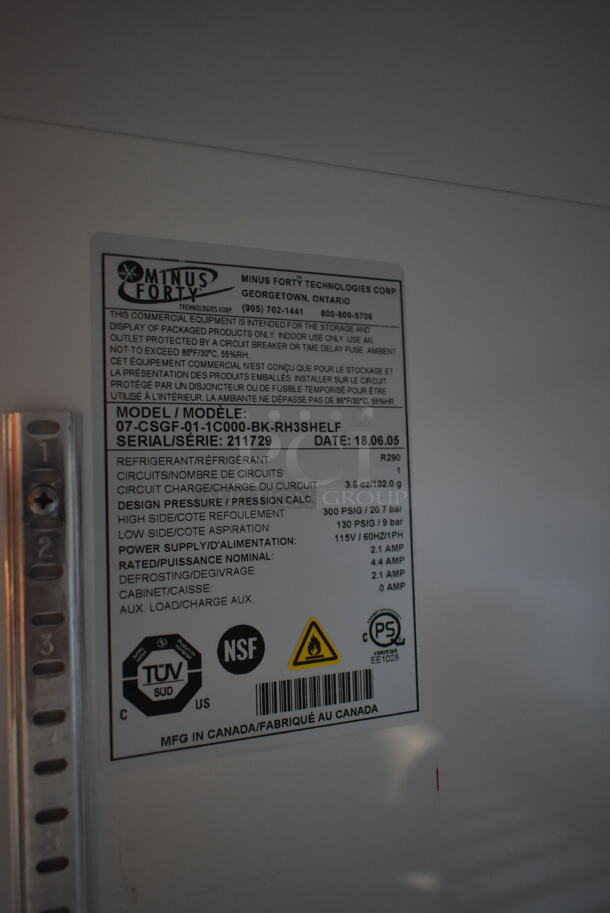 MINUS FORTY
TECHNOLOGIES CORP.
MINUS FORTY™ TECHNOLOGIES CORP.
GEORGETOWN, ONTARIO
(905) 702-1441 800-800-5706
THIS COMMERCIAL EQUIPMENT IS INTENDED FOR THE STORAGE AND
DISPLAY OF PACKAGED PRODUCTS ONLY. INDOOR USE ONLY. USE AN
OUTLET PROTECTED BY A CIRCUIT BREAKER OR TIME DELAY FUSE. AMBIENT
NOT TO EXCEED 86°F/30°C, 55%RH.
CET ÉQUIPEMENT COMMERCIAL N'EST CONÇU QUE POUR LE STOCKAGE ET
LA PRÉSENTATION DES PRODUITS EMBALLÉS. INSTALLER SUR LE CIRCUIT
PROTÉGÉ PAR UN DISJONCTEUR OU DE FUSIBLE TEMPORISÉ POUR ÊTRE
UTILISÉ À L'INTÉRIEUR. LA AMBIANTE NE DÉPASSE PAS DE 86°F/30°C, 55%HR.
MODEL / MODÈLE:
07-CSGF-01-1C000-BK-RH3SHELF
SERIAL/SÉRIE: 211729 DATE: 18.06.05
REFRIGERANT/RÉFRIGÉRANT: R290
CIRCUITS/NOMBRE DE CIRCUITS 1
CIRCUIT CHARGE/CHARGE DU CURCUIT 3.6 oz/102.0 g
DESIGN PRESSURE / PRESSION CALC.
HIGH SIDE/COTE REFOULEMENT: 300 PSIG / 20.7 bar
LOW SIDE/COTE ASPIRATION: 130 PSIG / 9 bar
POWER SUPPLY/D'ALIMENTATION: 115V / 60HZ/1PH
RATED/PUISSANCE NOMINAL: 2.1 AMP
DEFROSTING/DEGIVRAGE 4.4 AMP
CABINET/CAISSE: 2.1 AMP
AUX. LOAD/CHARGE AUX. .0 AMP
TÜV
SÜD
C US
NSF
C PS
VERIFIED
EE1028
MFG IN CANADA/FABRIQUÉ AU CANADA
PCI
GROUP
1
2
3
4
5